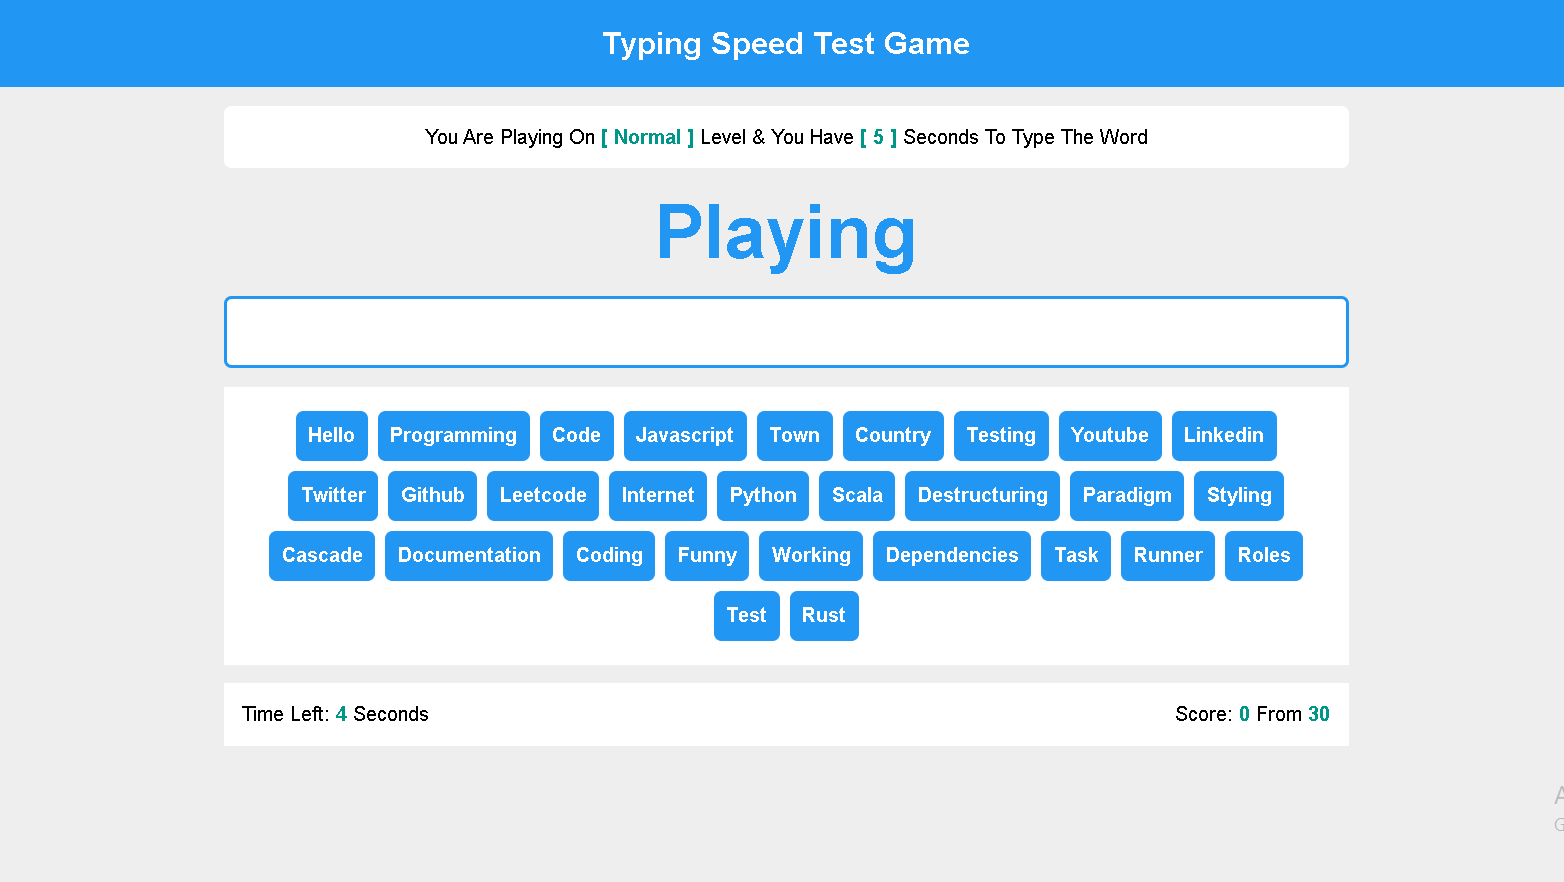 Typing Speed Test Game
You Are Playing On [ Normal ] Level & You Have [ 5 ] Seconds To Type The Word
Playing
Hello Programming Code Javascript Town Country Testing Youtube Linkedin
Twitter Github Leetcode Internet Python Scala Destructuring Paradigm Styling
Cascade Documentation Coding Funny Working Dependencies Task Runner Roles
Test Rust
Time Left: 4 Seconds Score: 0 From 30